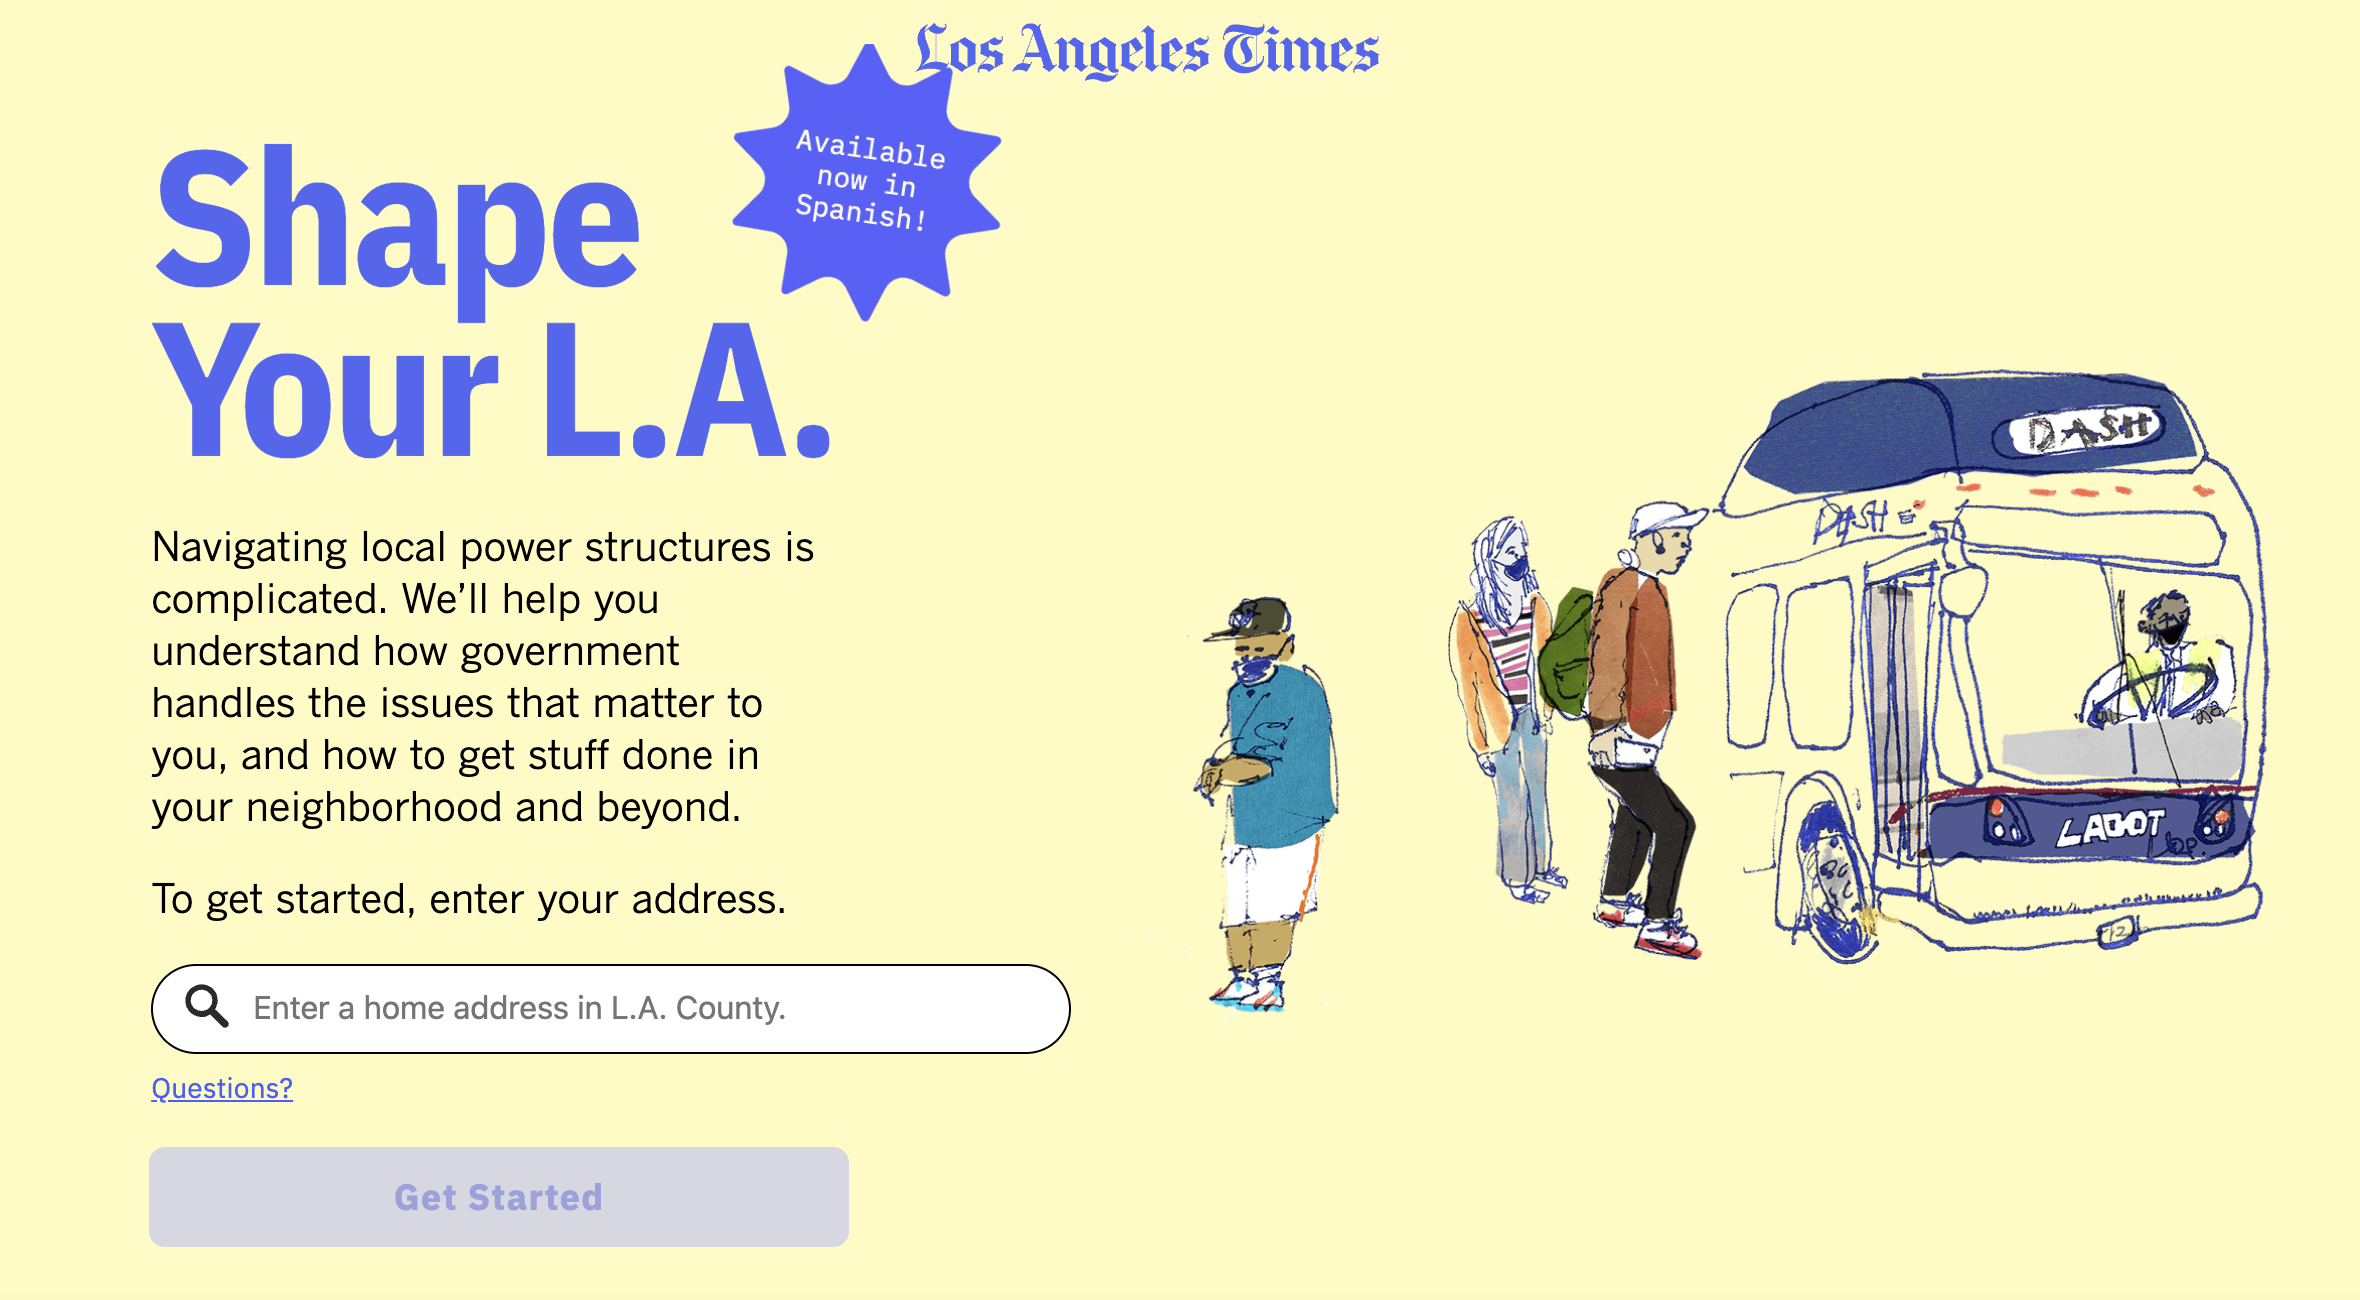 Los Angeles Times
Available
now in
Spanish!
Shape
Your L.A.
Navigating local power structures is
complicated. We’ll help you
understand how government
handles the issues that matter to
you, and how to get stuff done in
your neighborhood and beyond.
To get started, enter your address.
Enter a home address in L.A. County.
Questions?
Get Started
DASH
DASH
LADOT
12